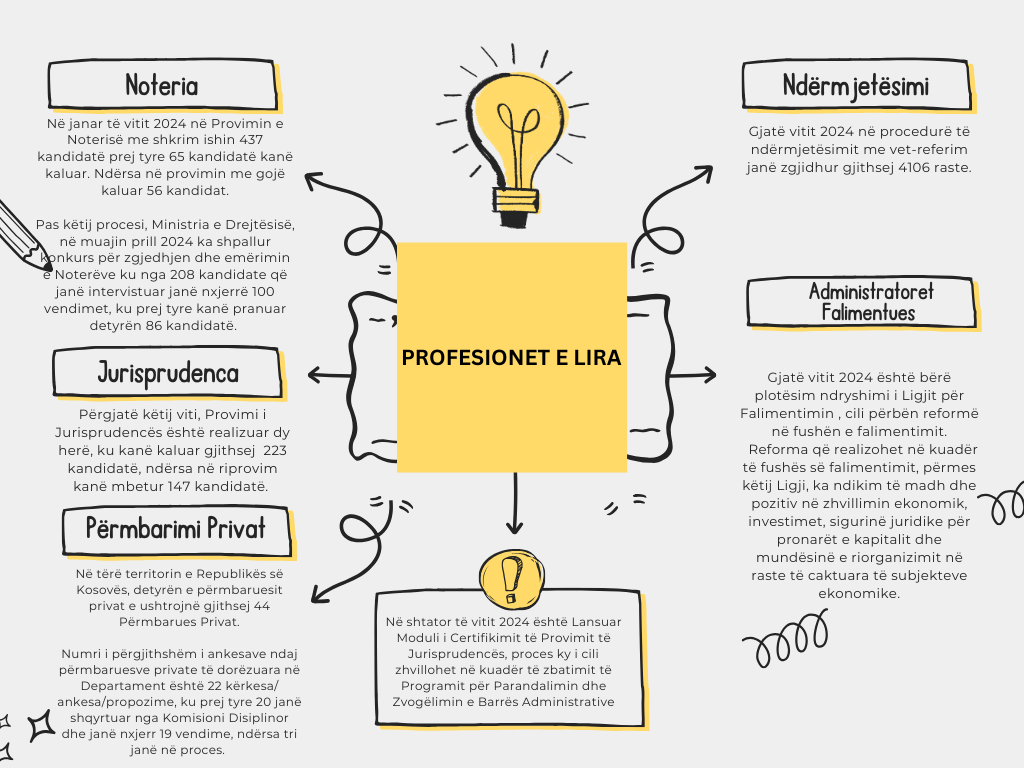 Noteria
Në janar të vitit 2024 në Provimin e
Noterisë me shkrim ishin 437
kandidatë prej tyre 65 kandidatë kanë
kaluar. Ndërsa në provimin me gojë
kaluar 56 kandidat.
Pas këtij procesi, Ministria e Drejtësisë,
në muajin prill 2024 ka shpallur
konkurs për zgjedhjen dhe emërimin
e Noterëve ku nga 208 kandidate që
janë intervistuar janë nxjerrë 100
vendimet, ku prej tyre kanë pranuar
detyrën 86 kandidatë.
Jurisprudenca
Përgjatë këtij viti, Provimi i
Jurisprudencës është realizuar dy
herë, ku kanë kaluar gjithsej 223
kandidatë, ndërsa në riprovim
kanë mbetur 147 kandidatë.
Përmbarimi Privat
Në tërë territorin e Republikës së
Kosovës, detyrën e përmbaruesit
privat e ushtrojnë gjithsej 44
Përmbarues Privat.
Numri i përgjithshëm i ankesave ndaj
përmbaruesve private të dorëzuara në
Departament është 22 kërkesa/
ankesa/propozime, ku prej tyre 20 janë
shqyrtuar nga Komisioni Disiplinor
dhe janë nxjerr 19 vendime, ndërsa tri
janë në proces.
PROFESIONET E LIRA
Në shtator të vitit 2024 është Lansuar
Moduli i Certifikimit të Provimit të
Jurisprudencës, proces ky i cili
zhvillohet në kuadër të zbatimit të
Programit për Parandalimin dhe
Zvogëlimin e Barrës Administrative
Ndërmjetësimi
Gjatë vitit 2024 në procedurë të
ndërmjetësimit me vet-referim
janë zgjidhur gjithsej 4106 raste.
Administratoret
Falimentues
Gjatë vitit 2024 është bërë
plotësim ndryshimi i Ligjit për
Falimentimin , cili përbën reformë
në fushën e falimentimit.
Reforma që realizohet në kuadër
të fushës së falimentimit, përmes
këtij Ligji, ka ndikim të madh dhe
pozitiv në zhvillimin ekonomik,
investimet, sigurinë juridike për
pronarët e kapitalit dhe
mundësinë e riorganizimit në
raste të caktuara të subjekteve
ekonomike.